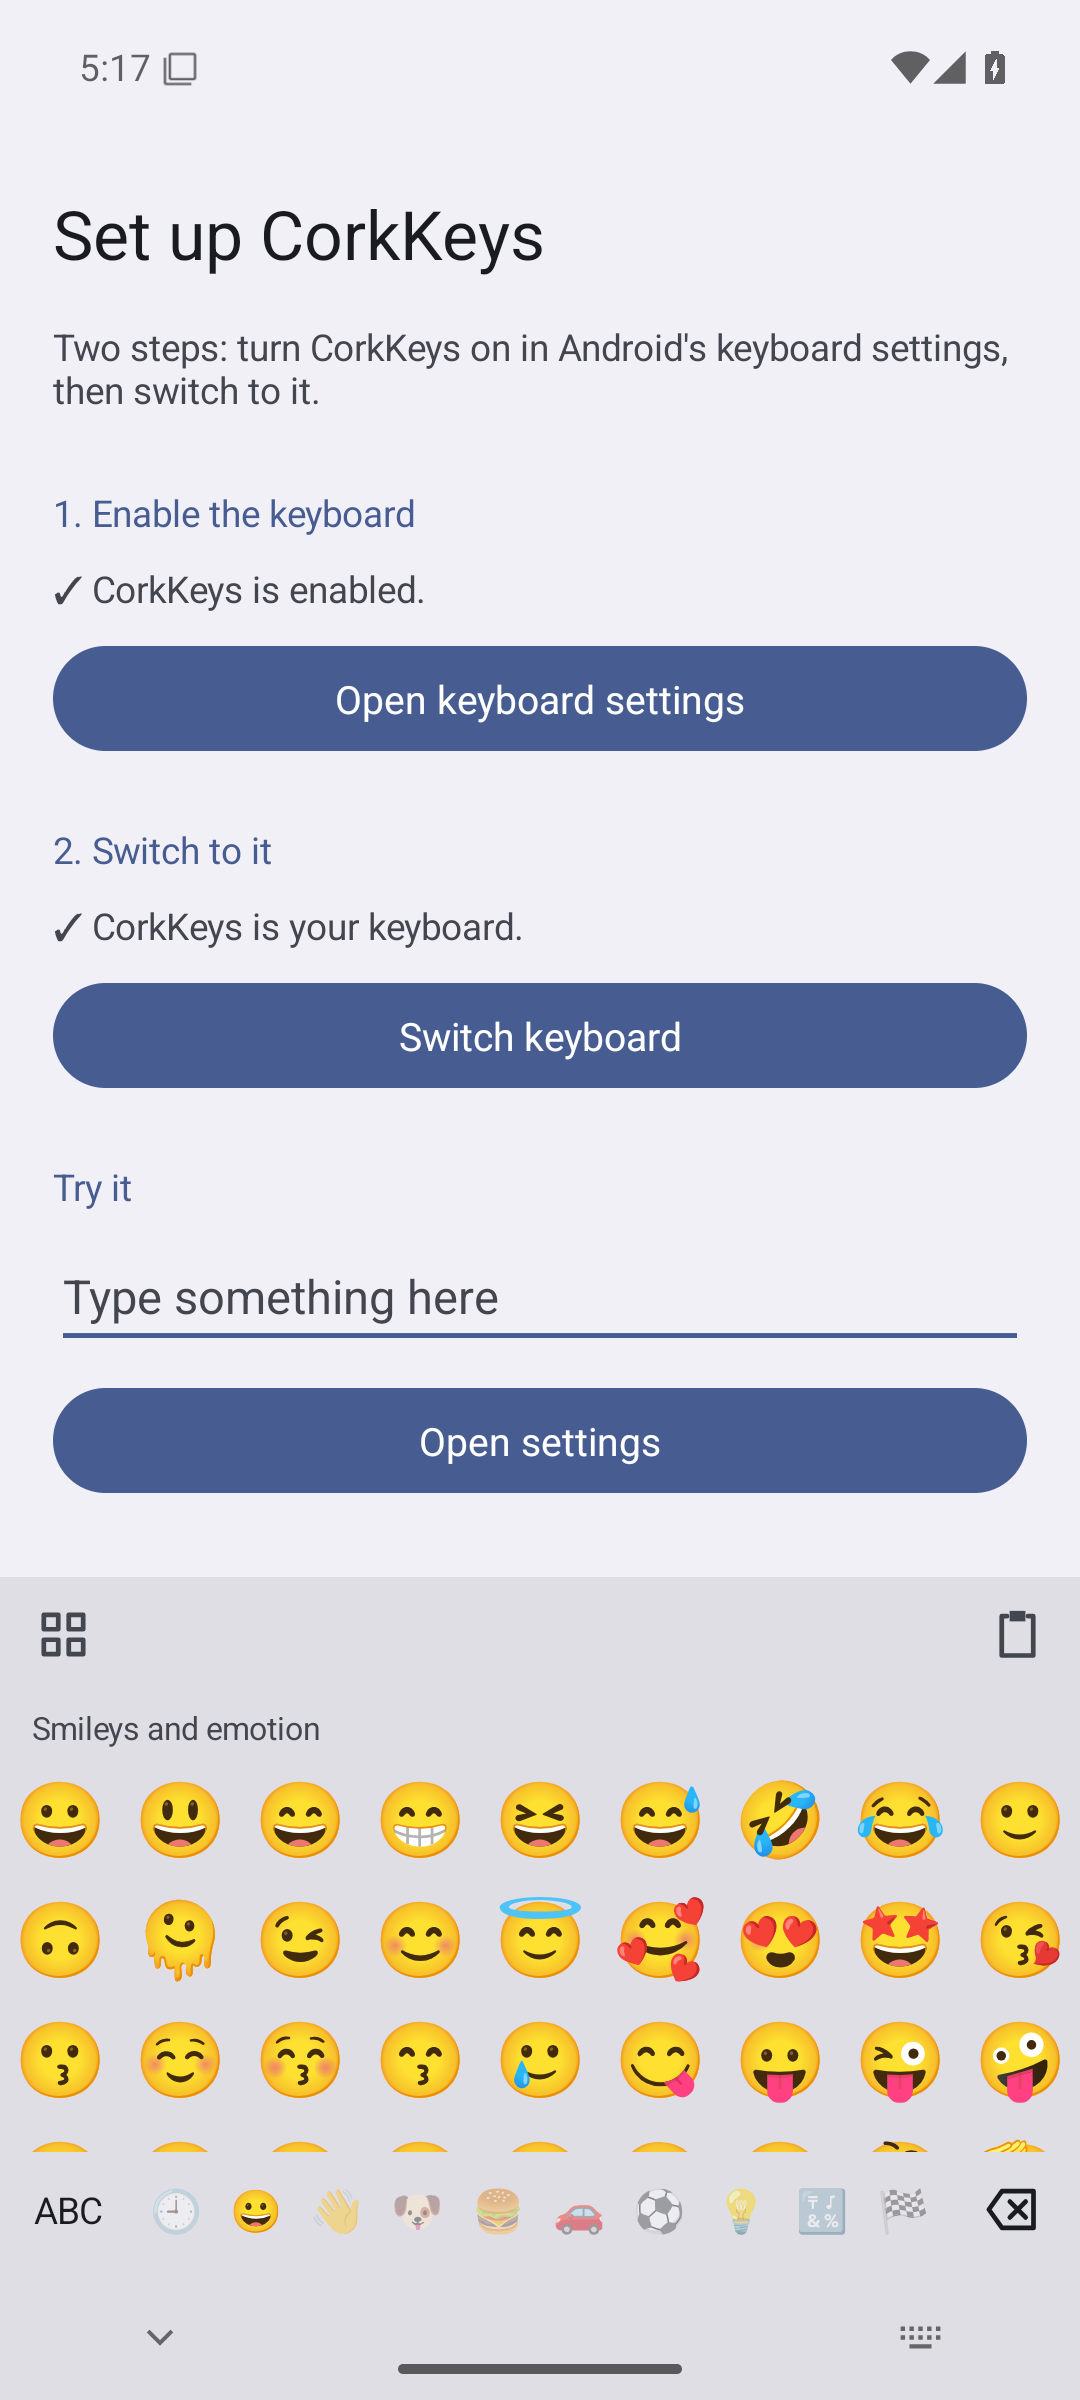 5:17
Set up CorkKeys
Two steps: turn CorkKeys on in Android's keyboard settings,
then switch to it.
1. Enable the keyboard
✓ CorkKeys is enabled.
Open keyboard settings
2. Switch to it
✓ CorkKeys is your keyboard.
Switch keyboard
Try it
Type something here
Open settings
Smileys and emotion
ABC